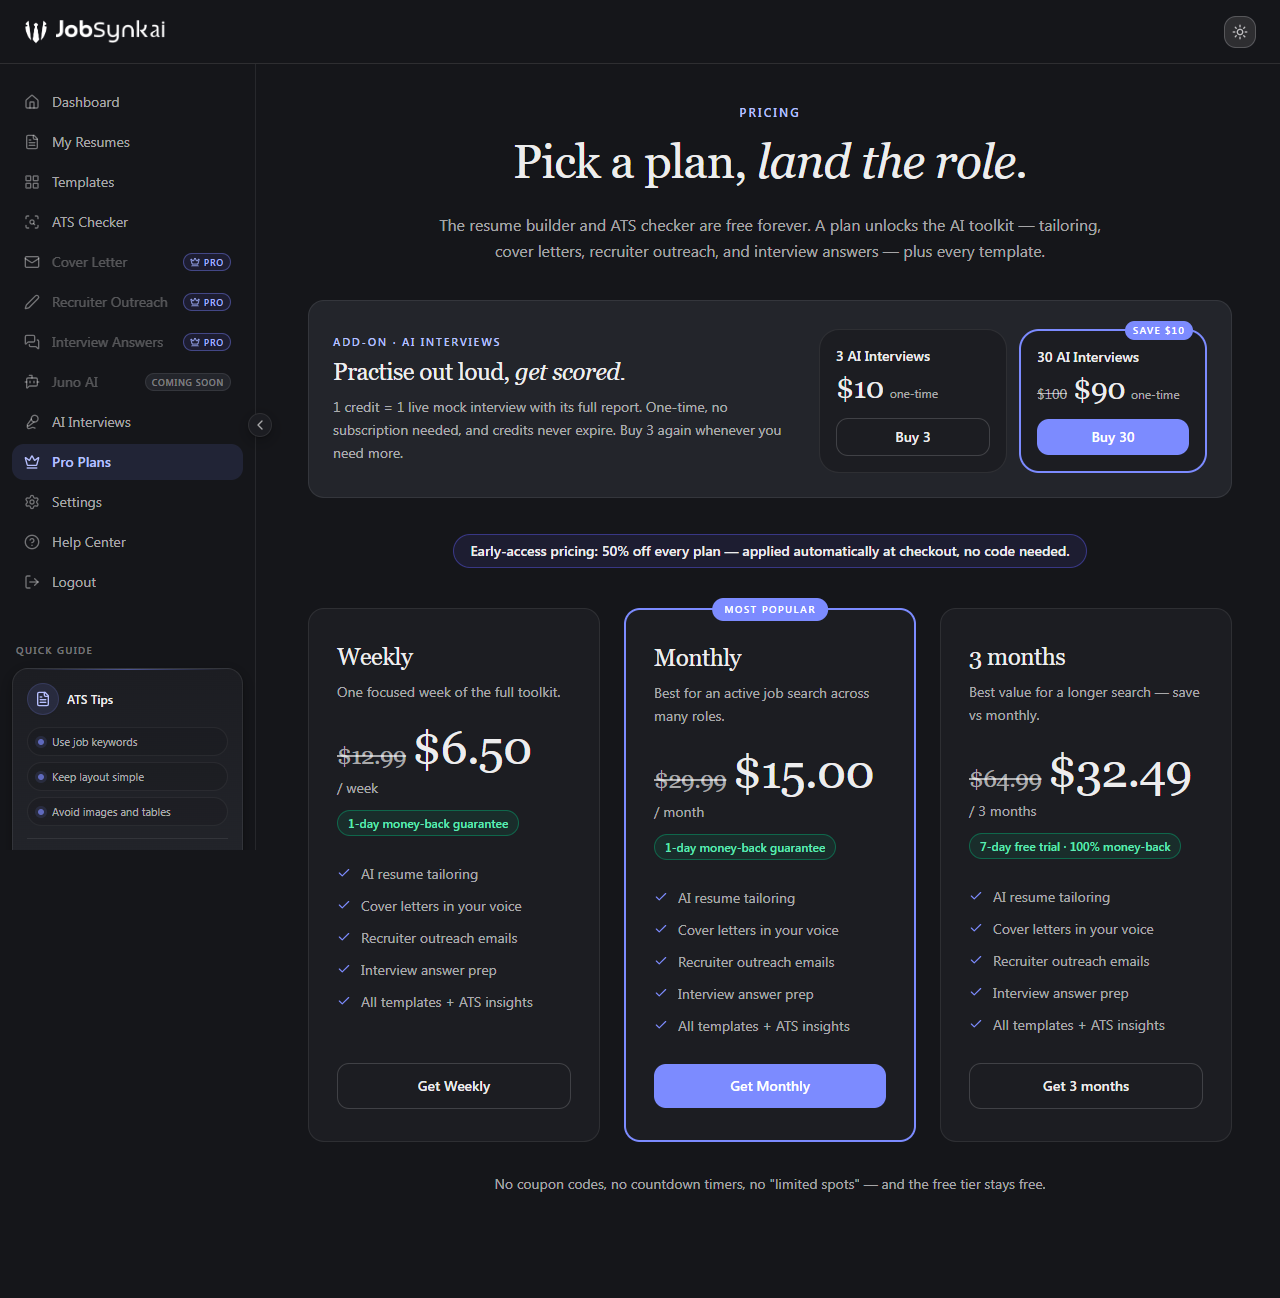 JobSynkai
Dashboard
My Resumes
Templates
ATS Checker
Cover Letter PRO
Recruiter Outreach PRO
Interview Answers PRO
Juno AI COMING SOON
AI Interviews
Pro Plans
Settings
Help Center
Logout
QUICK GUIDE
ATS Tips
Use job keywords
Keep layout simple
Avoid images and tables
PRICING
Pick a plan, land the role.
The resume builder and ATS checker are free forever. A plan unlocks the AI toolkit — tailoring,
cover letters, recruiter outreach, and interview answers — plus every template.
ADD-ON · AI INTERVIEWS
Practise out loud, get scored.
1 credit = 1 live mock interview with its full report. One-time, no
subscription needed, and credits never expire. Buy 3 again whenever you
need more.
3 AI Interviews
$10 one-time
Buy 3
SAVE $10
30 AI Interviews
$100 $90 one-time
Buy 30
Early-access pricing: 50% off every plan — applied automatically at checkout, no code needed.
Weekly
One focused week of the full toolkit.
$12.99 $6.50
/ week
1-day money-back guarantee
AI resume tailoring
Cover letters in your voice
Recruiter outreach emails
Interview answer prep
All templates + ATS insights
Get Weekly
MOST POPULAR
Monthly
Best for an active job search across
many roles.
$29.99 $15.00
/ month
1-day money-back guarantee
AI resume tailoring
Cover letters in your voice
Recruiter outreach emails
Interview answer prep
All templates + ATS insights
Get Monthly
3 months
Best value for a longer search — save
vs monthly.
$64.99 $32.49
/ 3 months
7-day free trial · 100% money-back
AI resume tailoring
Cover letters in your voice
Recruiter outreach emails
Interview answer prep
All templates + ATS insights
Get 3 months
No coupon codes, no countdown timers, no "limited spots" — and the free tier stays free.